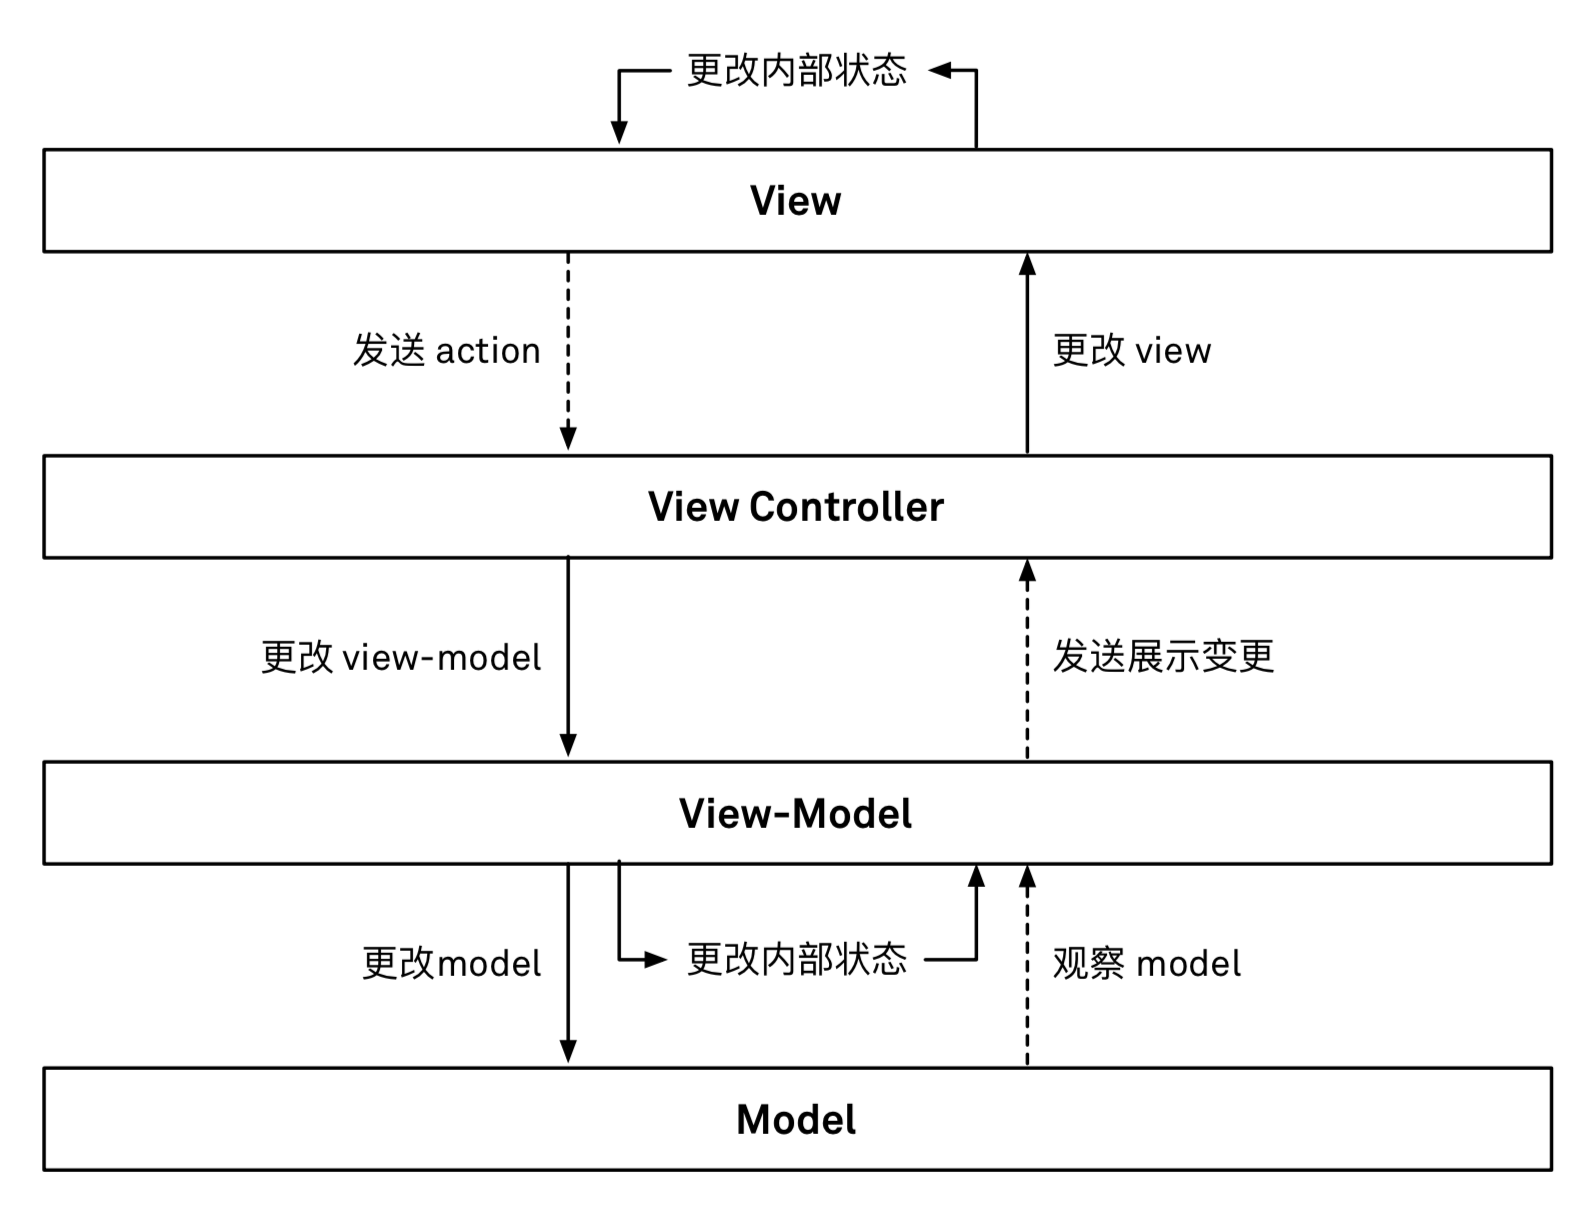 更改内部状态
View
发送 action
更改 view
View Controller
更改 view-model
发送展示变更
View-Model
更改model
更改内部状态
观察 model
Model